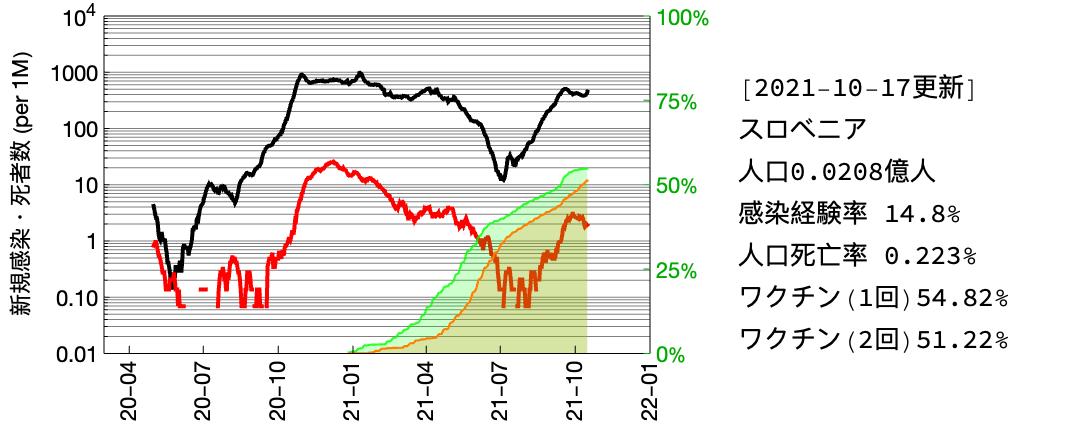 10⁴
1000
100
10
1
0.10
0.01
新規感染・死者数 (per 1M)
100%
75%
50%
25%
0%
20-04
20-07
20-10
21-01
21-04
21-07
21-10
22-01
[2021-10-17更新]
スロベニア
人口0.0208億人
感染経験率 14.8%
人口死亡率 0.223%
ワクチン(1回)54.82%
ワクチン(2回)51.22%